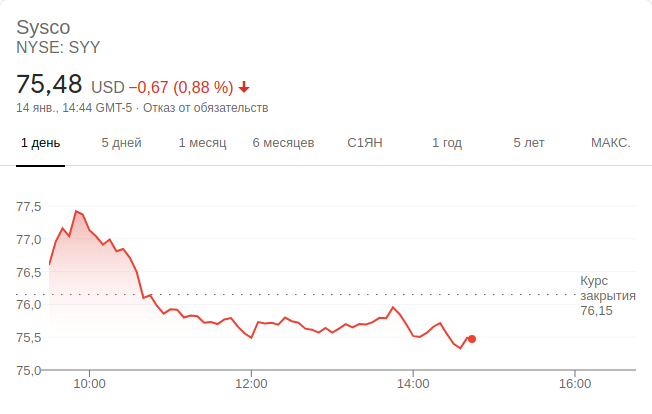 Sysco
NYSE: SYY
75,48 USD −0,67 (0,88 %)
14 янв., 14:44 GMT-5 · Отказ от обязательств
1 день 5 дней 1 месяц 6 месяцев С1ЯН 1 год 5 лет МАКС.
77,5
77,0
76,5
Курс
закрытия
76,15
76,0
75,5
75,0
10:00 12:00 14:00 16:00